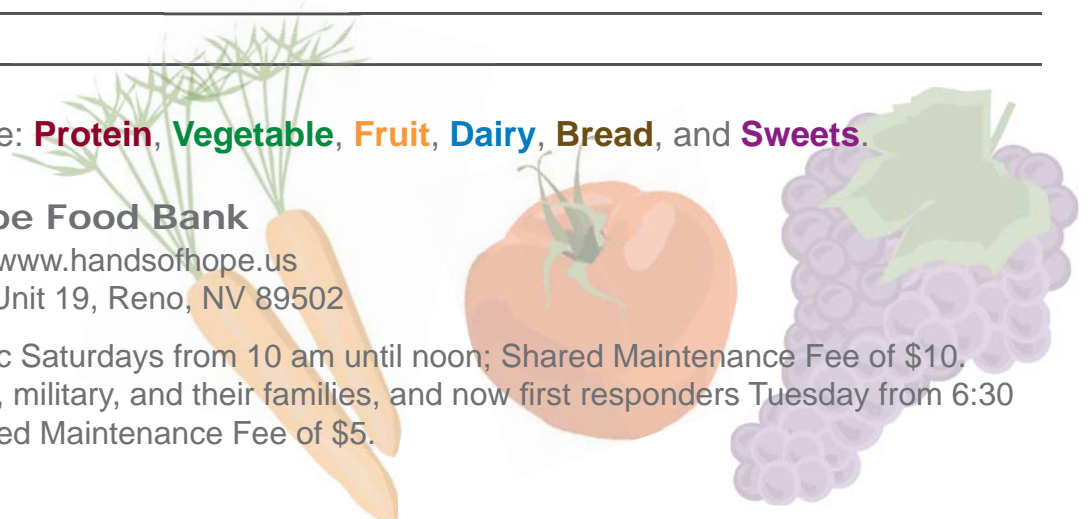 e: Protein, Vegetable, Fruit, Dairy, Bread, and Sweets.
pe Food Bank
www.handsofhope.us
Unit 19, Reno, NV 89502
c Saturdays from 10 am until noon; Shared Maintenance Fee of $10.
, military, and their families, and now first responders Tuesday from 6:30
ed Maintenance Fee of $5.